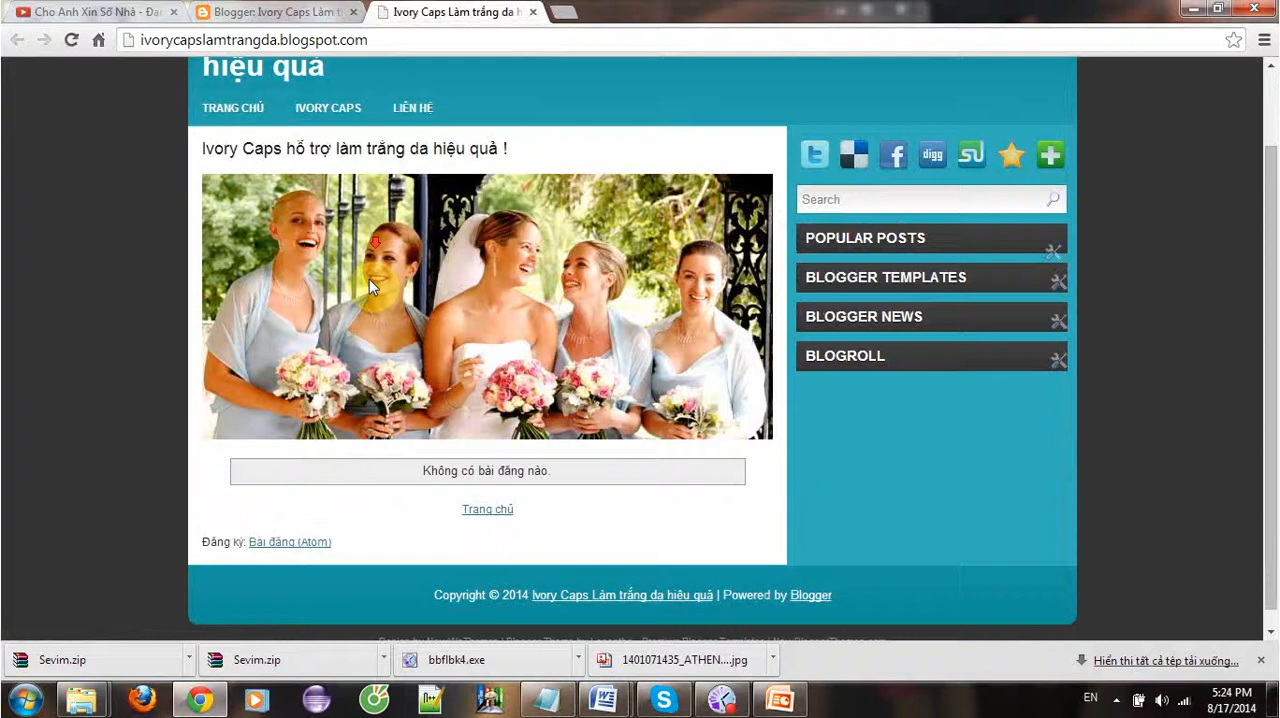 Cho Anh Xin Số Nhà - Đa
Blogger: Ivory Caps Làm t
Ivory Caps Làm trắng da h
ivorycapslamtrangda.blogspot.com
hiệu quả
TRANG CHỦ
IVORY CAPS
LIÊN HỆ
Ivory Caps hỗ trợ làm trắng da hiệu quả !
digg
Search
POPULAR POSTS
BLOGGER TEMPLATES
BLOGGER NEWS
BLOGROLL
Không có bài đăng nào.
Trang chủ
Đăng ký: Bài đăng (Atom)
Copyright © 2014 Ivory Caps Làm trắng da hiệu quả | Powered by Blogger
Sevim.zip
Sevim.zip
bbflbk4.exe
1401071435_ATHEN....jpg
Hiển thị tất cả tệp tải xuống...
EN
5:24 PM
8/17/2014